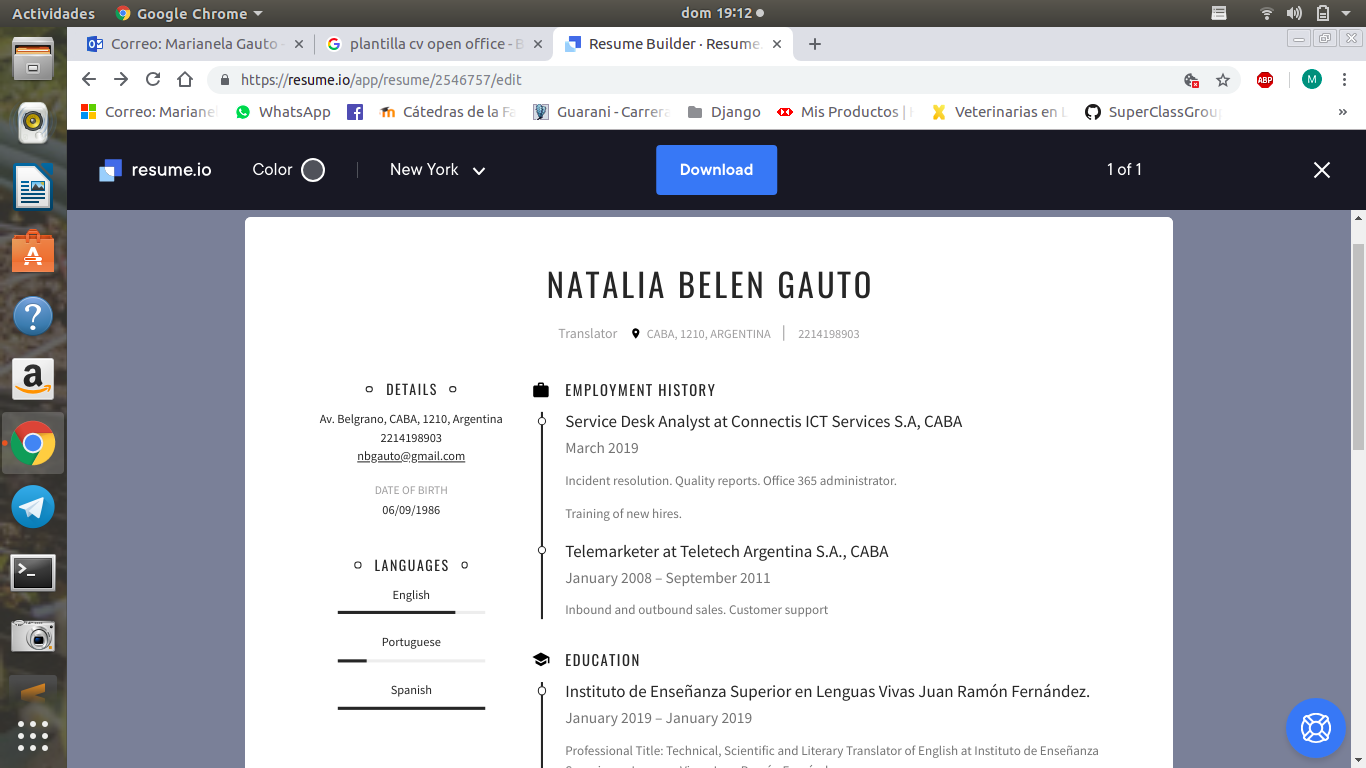 Actividades
Google Chrome
dom 19:12
Correo: Marianela Gauto -
plantilla cv open office - B
Resume Builder · Resume.
https://resume.io/app/resume/2546757/edit
ABP
M
Correo: Mariane
WhatsApp
Cátedras de la Fa
Guarani - Carrera
Django
Mis Productos |
Veterinarias en L
SuperClassGrou
»
resume.io
Color
New York
Download
1 of 1
NATALIA BELEN GAUTO
Translator
CABA, 1210, ARGENTINA
2214198903
DETAILS
Av. Belgrano, CABA, 1210, Argentina
2214198903
nbgauto@gmail.com
DATE OF BIRTH
06/09/1986
LANGUAGES
English
Portuguese
Spanish
EMPLOYMENT HISTORY
Service Desk Analyst at Connectis ICT Services S.A, CABA
March 2019
Incident resolution. Quality reports. Office 365 administrator.
Training of new hires.
Telemarketer at Teletech Argentina S.A., CABA
January 2008 – September 2011
Inbound and outbound sales. Customer support
EDUCATION
Instituto de Enseñanza Superior en Lenguas Vivas Juan Ramón Fernández.
January 2019 – January 2019
Professional Title: Technical, Scientific and Literary Translator of English at Instituto de Enseñanza